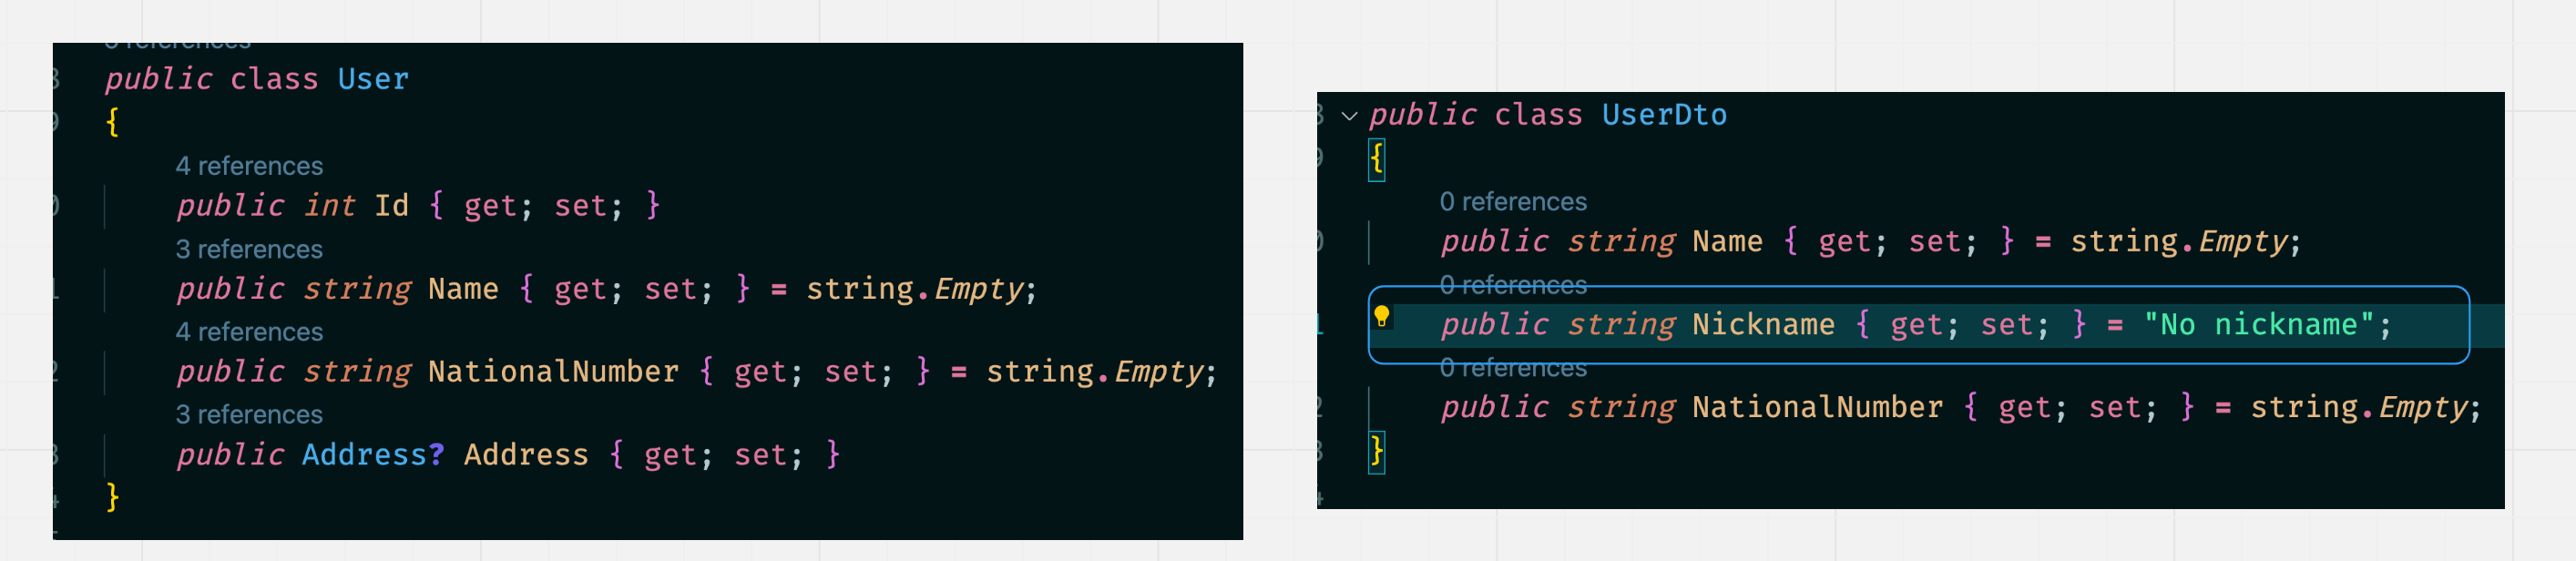 references
public class User
{
4 references
public int Id { get; set; }
3 references
public string Name { get; set; } = string.Empty;
4 references
public string NationalNumber { get; set; } = string.Empty;
3 references
public Address? Address { get; set; }
}
public class UserDto
{
0 references
public string Name { get; set; } = string.Empty;
0 references
public string Nickname { get; set; } = "No nickname";
0 references
public string NationalNumber { get; set; } = string.Empty;
}